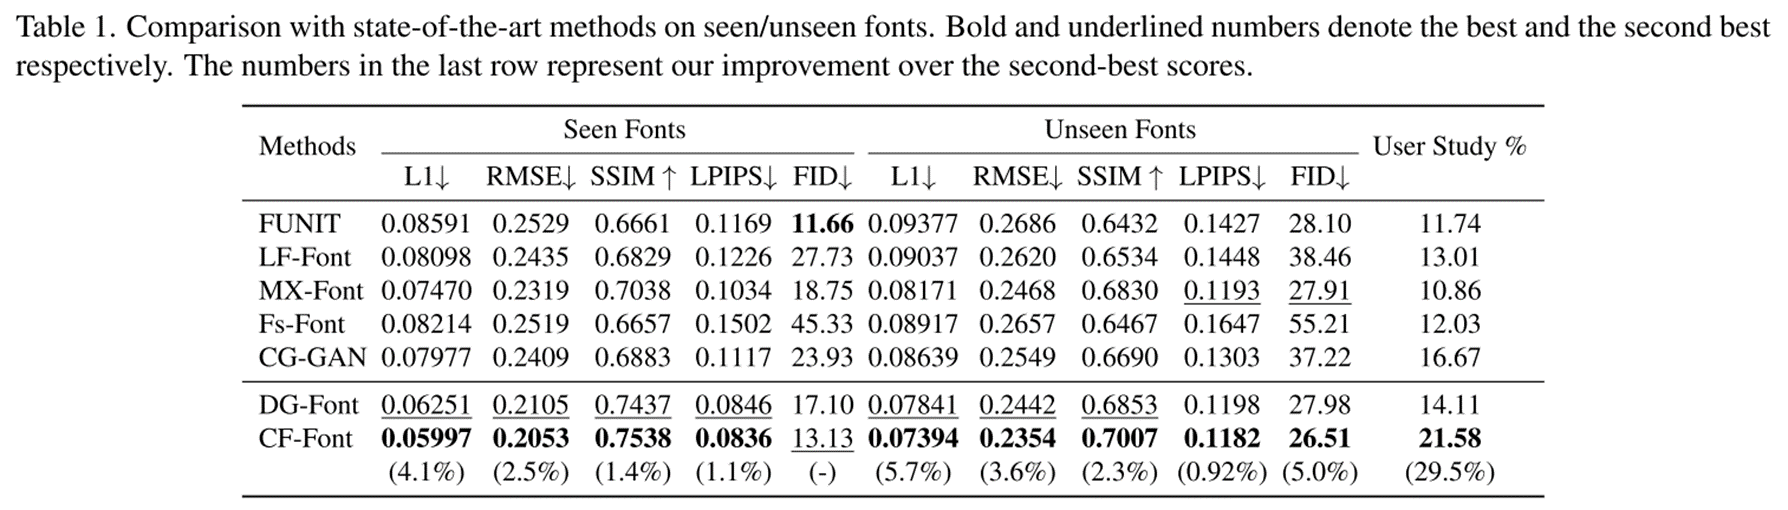 Table 1. Comparison with state-of-the-art methods on seen/unseen fonts. Bold and underlined numbers denote the best and the second best
respectively. The numbers in the last row represent our improvement over the second-best scores.
Methods Seen Fonts Unseen Fonts User Study %
L1↓ RMSE↓ SSIM ↑ LPIPS↓ FID↓ L1↓ RMSE↓ SSIM ↑ LPIPS↓ FID↓
FUNIT 0.08591 0.2529 0.6661 0.1169 11.66 0.09377 0.2686 0.6432 0.1427 28.10 11.74
LF-Font 0.08098 0.2435 0.6829 0.1226 27.73 0.09037 0.2620 0.6534 0.1448 38.46 13.01
MX-Font 0.07470 0.2319 0.7038 0.1034 18.75 0.08171 0.2468 0.6830 0.1193 27.91 10.86
Fs-Font 0.08214 0.2519 0.6657 0.1502 45.33 0.08917 0.2657 0.6467 0.1647 55.21 12.03
CG-GAN 0.07977 0.2409 0.6883 0.1117 23.93 0.08639 0.2549 0.6690 0.1303 37.22 16.67
DG-Font 0.06251 0.2105 0.7437 0.0846 17.10 0.07841 0.2442 0.6853 0.1198 27.98 14.11
CF-Font 0.05997 0.2053 0.7538 0.0836 13.13 0.07394 0.2354 0.7007 0.1182 26.51 21.58
(4.1%) (2.5%) (1.4%) (1.1%) (-) (5.7%) (3.6%) (2.3%) (0.92%) (5.0%) (29.5%)